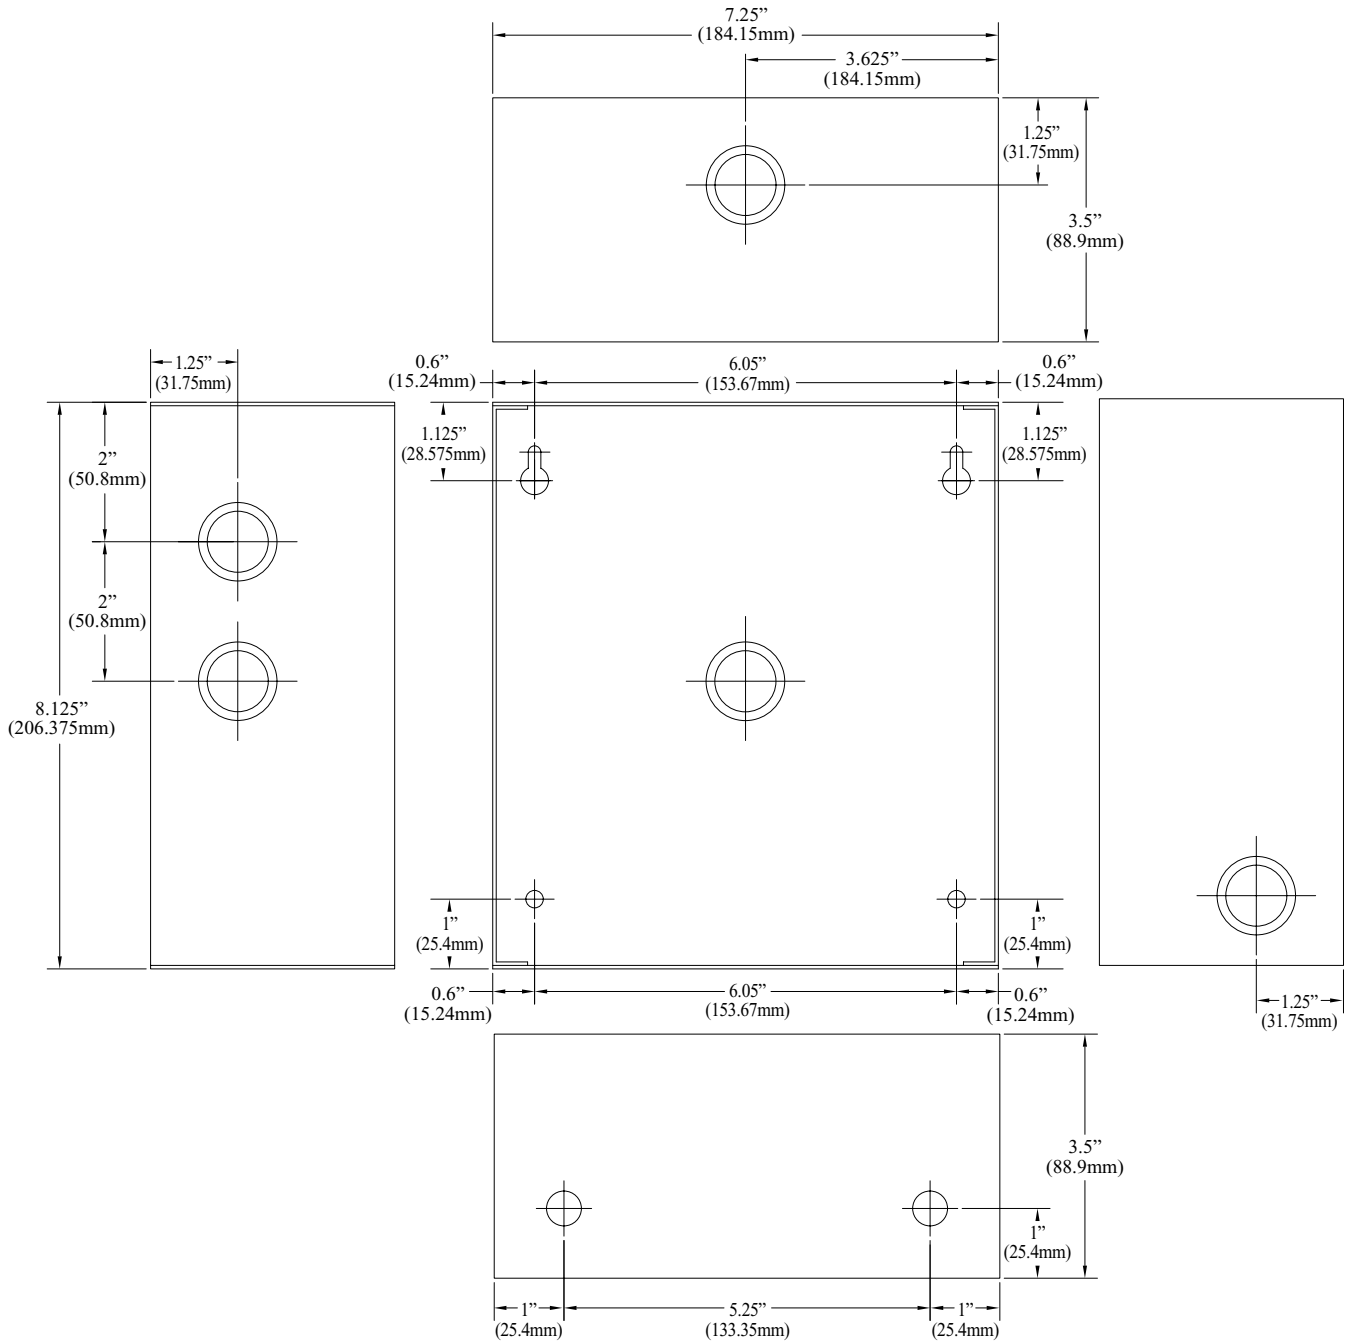 7.25”
(184.15mm)
3.625”
(184.15mm)
1.25”
(31.75mm)
3.5”
(88.9mm)
1.25”
(31.75mm)
0.6”
(15.24mm)
6.05”
(153.67mm)
0.6”
(15.24mm)
2”
(50.8mm)
1.125”
(28.575mm)
1.125”
(28.575mm)
2”
(50.8mm)
8.125”
(206.375mm)
1”
(25.4mm)
1”
(25.4mm)
0.6”
(15.24mm)
6.05”
(153.67mm)
0.6”
(15.24mm)
1.25”
(31.75mm)
3.5”
(88.9mm)
1”
(25.4mm)
1”
(25.4mm)
5.25”
(133.35mm)
1”
(25.4mm)